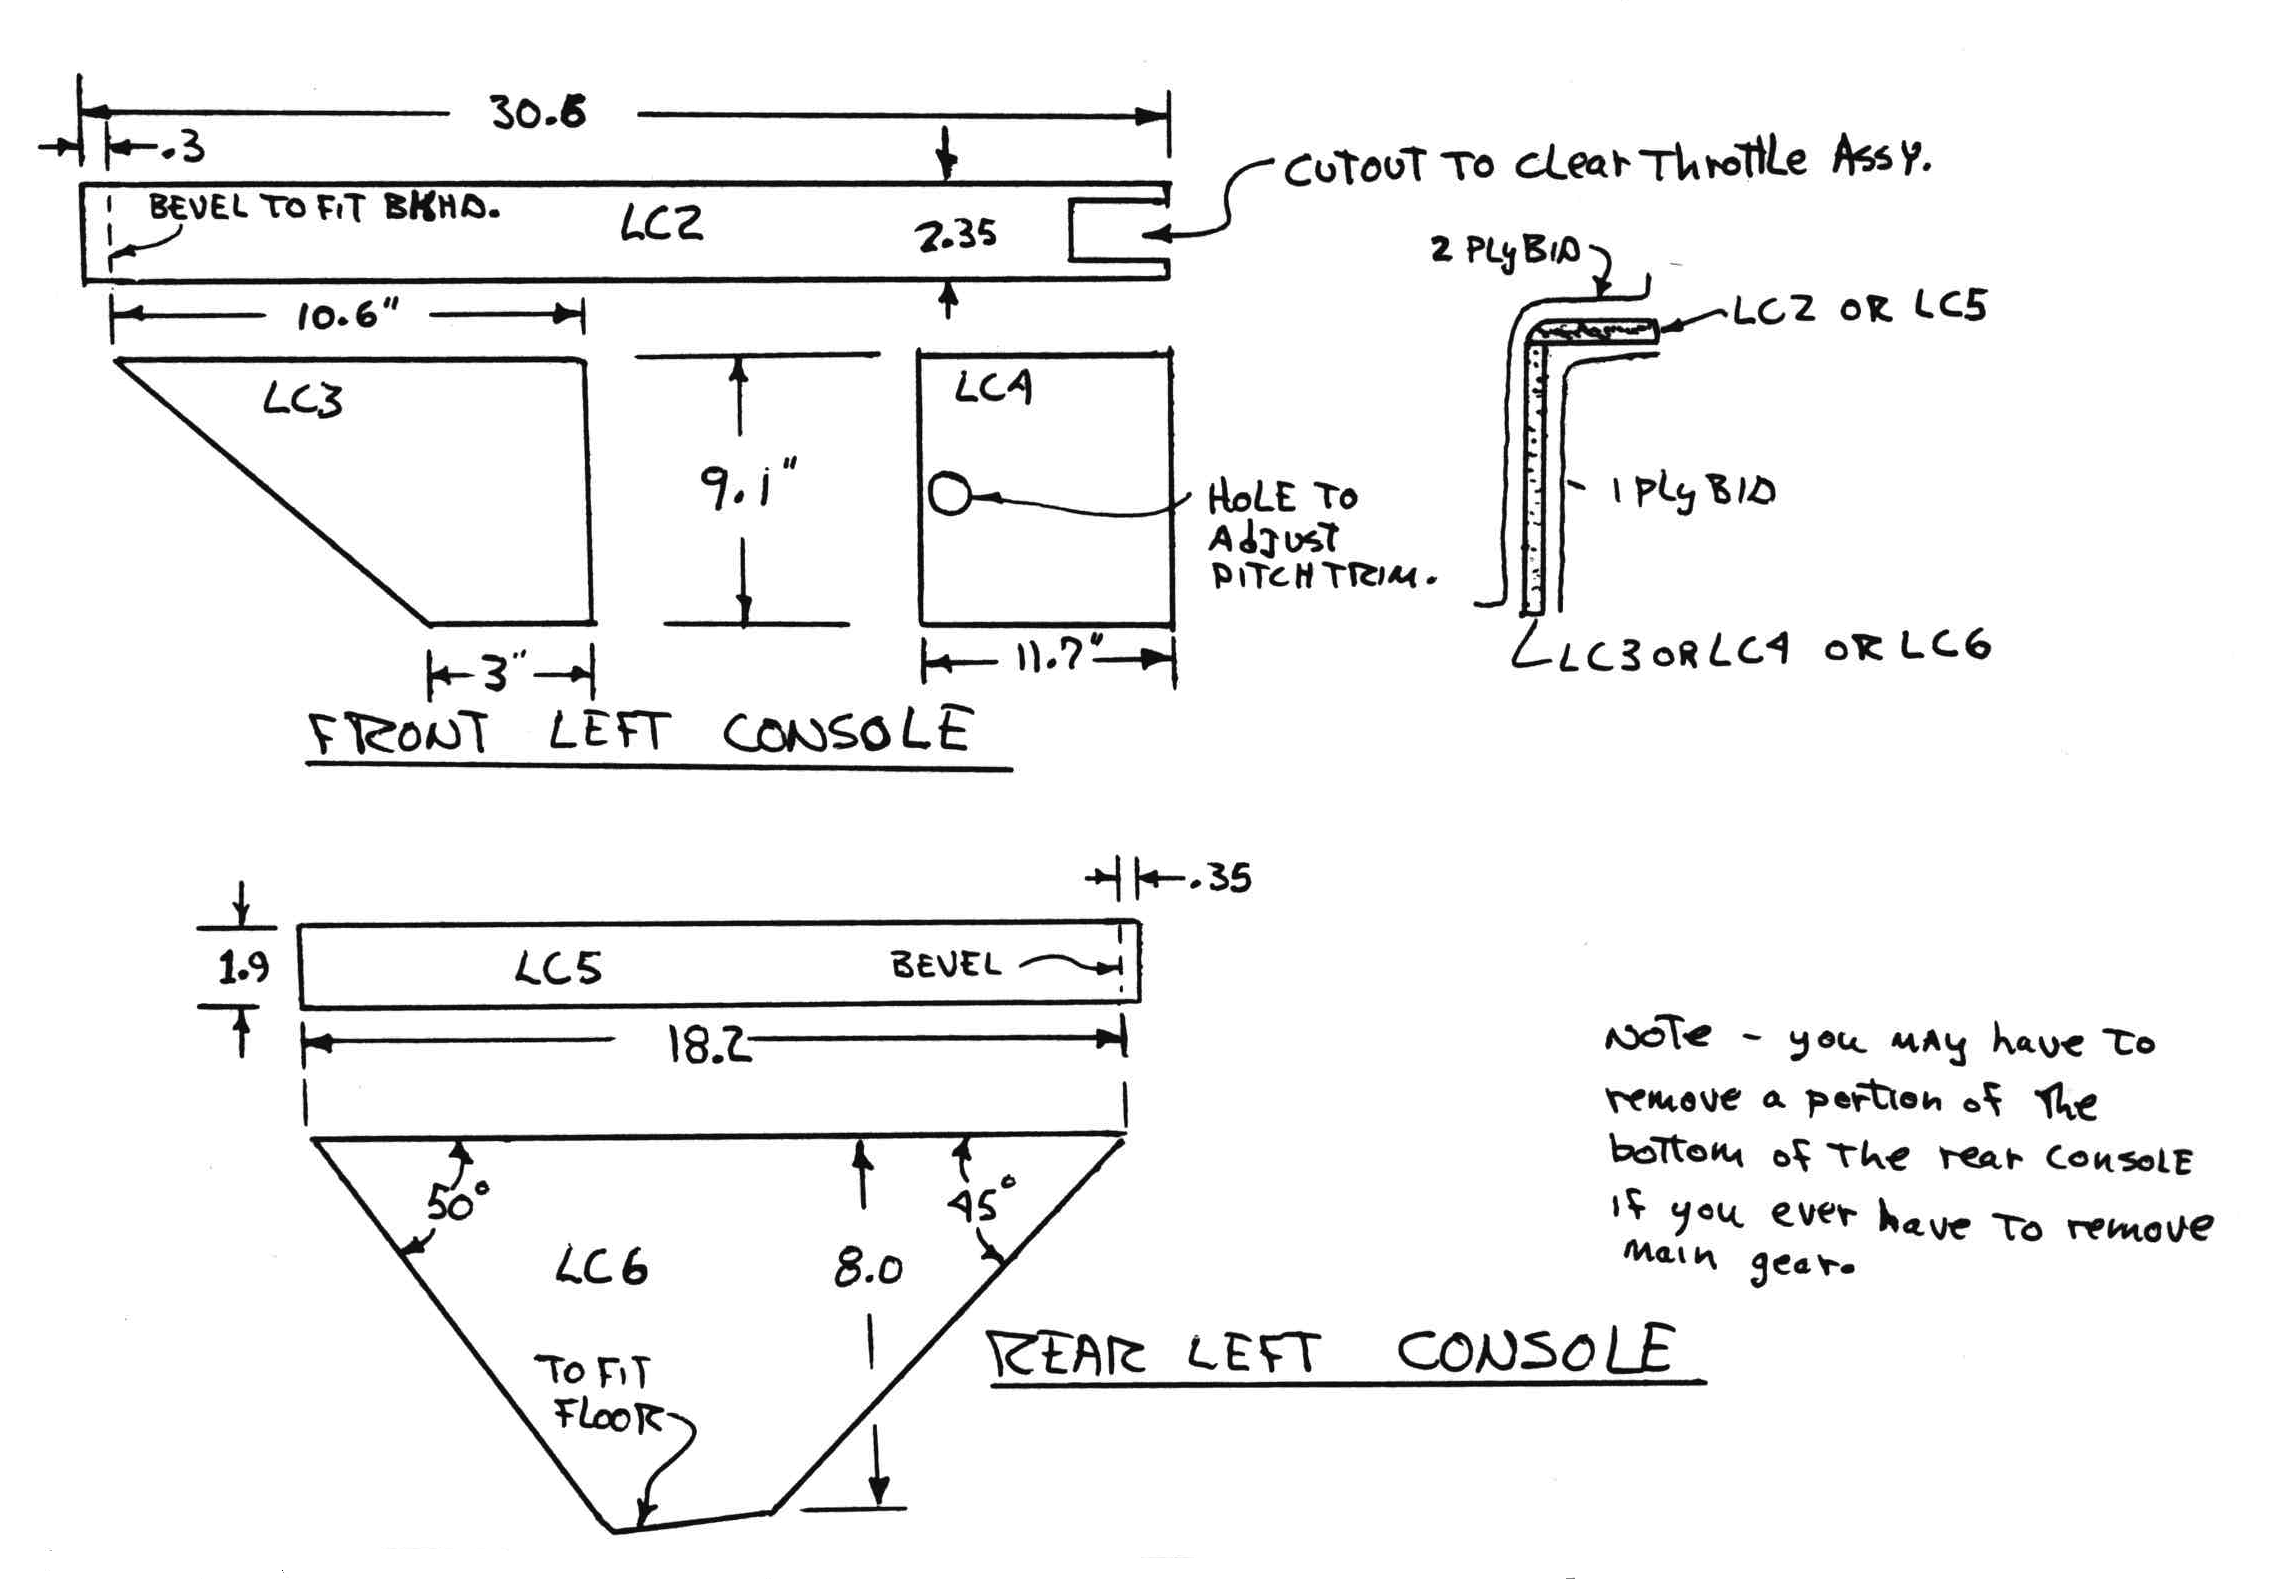 30.6
.3
CUTOUT TO Clear Throttle ASSY.
BEVEL TO FIT BKHD.
LC2
2.35
2 PLy BID
10.6"
LC2 OR LC5
LC3
LC4
9.1"
HOLE TO
AdJUST
PITCH TRIM.
1 PLy BID
3"
11.7"
LC3 OR LC4 OR LC6
FRONT LEFT CONSOLE
.35
1.9
LC5
BEVEL
18.2
NOTE - you MAy have TO
remove a portion of The
bottom of The rear CONSOLE
if you ever have TO remove
Main gear.
50°
45°
LC6
8.0
TO FIT
FLOOR
REAR LEFT CONSOLE